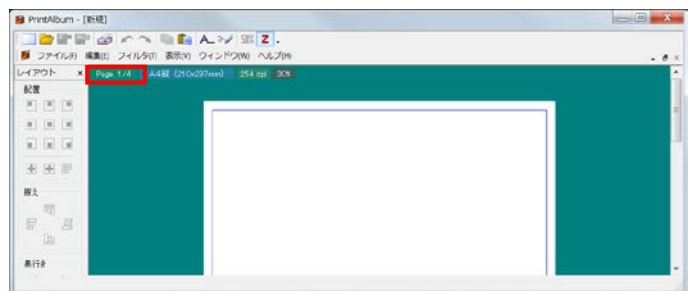 PrintAlbum - [新規]
ファイル(F) 編集(E) フィルタ(I) 表示(V) ウィンドウ(W) ヘルプ(H)
レイアウト × Page 1/4 A4縦 (210x297mm) 254 dpi 30%
配置
揃え
奥行き